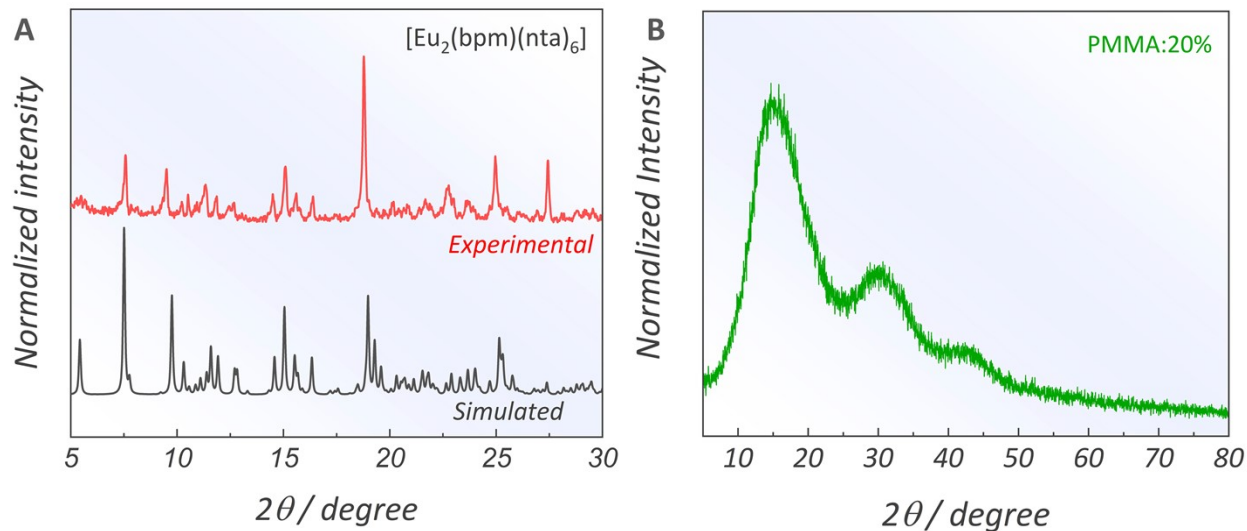 A
[Eu₂(bpm)(nta)₆]
Normalized intensity
Experimental
Simulated
5 10 15 20 25 30
2θ / degree
B
PMMA:20%
Normalized Intensity
10 20 30 40 50 60 70 80
2θ / degree